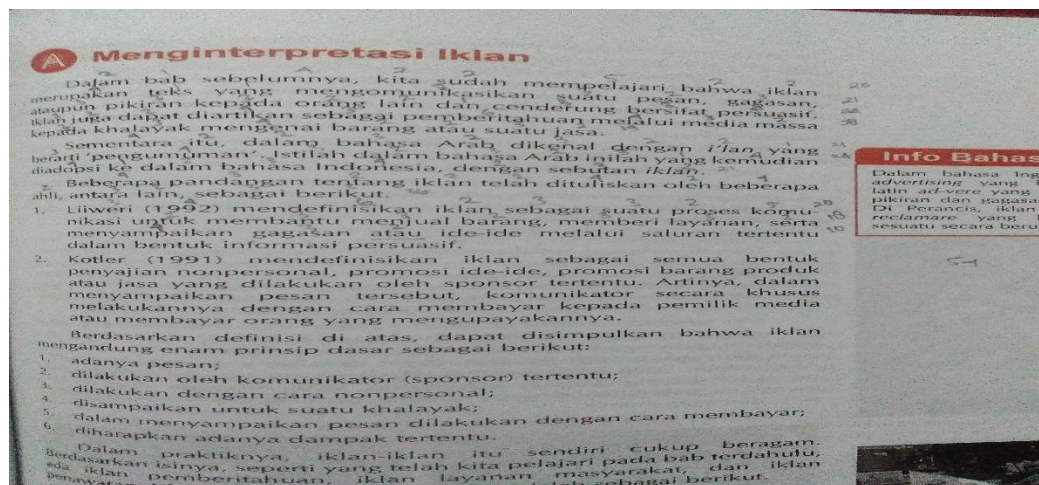 A Menginterpretasi Iklan
Dalam bab sebelumnya, kita sudah mempelajari bahwa iklan
merupakan teks yang mengomunikasikan suatu pesan, gagasan,
ataupun pikiran kepada orang lain dan cenderung bersifat persuasif.
Iklan juga dapat diartikan sebagai pemberitahuan melalui media massa
kepada khalayak mengenai barang atau suatu jasa.
Sementara itu, dalam bahasa Arab dikenal dengan i'lan yang
berarti 'pengumuman'. Istilah dalam bahasa Arab inilah yang kemudian
diadopsi ke dalam bahasa Indonesia, dengan sebutan iklan.
Beberapa pandangan tentang iklan telah dituliskan oleh beberapa
ahli, antara lain, sebagai berikut.
1. Liiweri (1992) mendefinisikan iklan sebagai suatu proses komu-
nikasi untuk membantu menjual barang, memberi layanan, serta
menyampaikan gagasan atau ide-ide melalui saluran tertentu
dalam bentuk informasi persuasif.
2. Kotler (1991) mendefinisikan iklan sebagai semua bentuk
penyajian nonpersonal, promosi ide-ide, promosi barang produk
atau jasa yang dilakukan oleh sponsor tertentu. Artinya, dalam
menyampaikan pesan tersebut, komunikator secara khusus
melakukannya dengan cara membayar kepada pemilik media
atau membayar orang yang mengupayakannya.
Berdasarkan definisi di atas, dapat disimpulkan bahwa iklan
mengandung enam prinsip dasar sebagai berikut:
1. adanya pesan;
2. dilakukan oleh komunikator (sponsor) tertentu;
3. dilakukan dengan cara nonpersonal;
4. disampaikan untuk suatu khalayak;
5. dalam menyampaikan pesan dilakukan dengan cara membayar;
6. diharapkan adanya dampak tertentu.
Dalam praktiknya, iklan-iklan itu sendiri cukup beragam.
Berdasarkan isinya, seperti yang telah kita pelajari pada bab terdahulu,
ada iklan pemberitahuan, iklan layanan masyarakat, dan iklan
sebagai berikut.
Info Bahas
Dalam bahasa Ing
advertising yang
latin ad-vere yang
pikiran dan gagasa
Di Perancis, iklan
reclamare yang
sesuatu secara beru